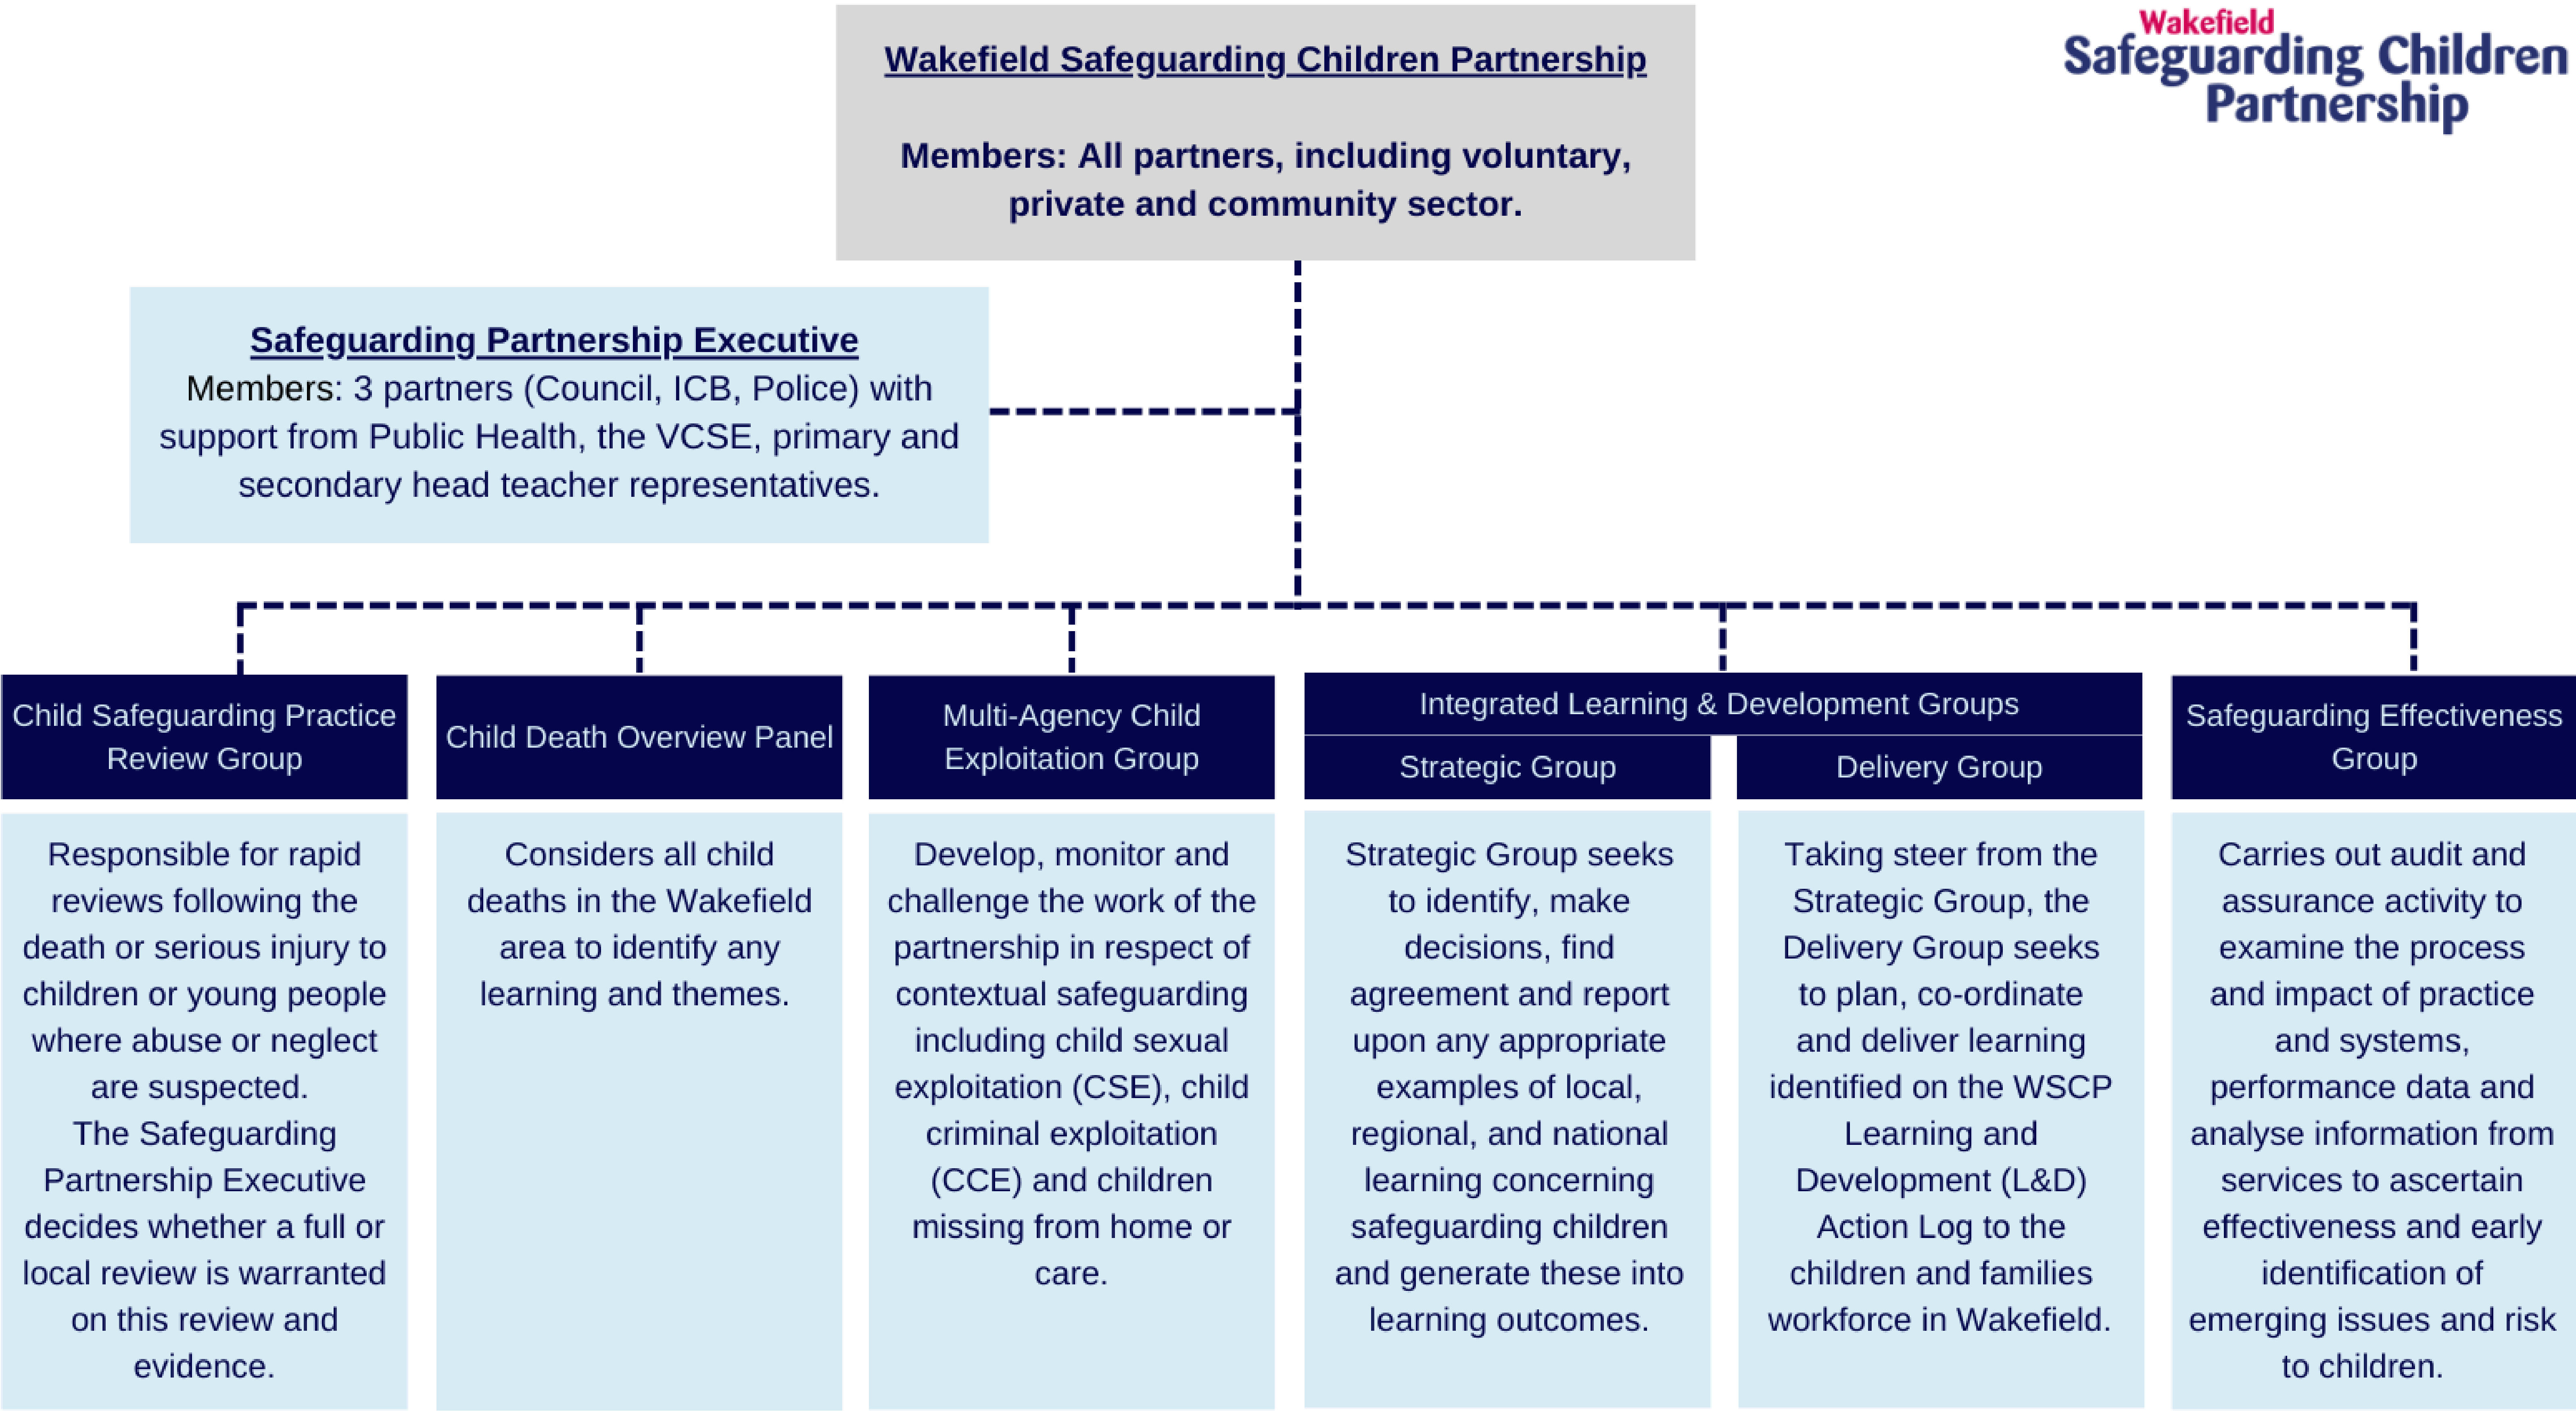 Wakefield
Safeguarding Children
Partnership
Wakefield Safeguarding Children Partnership
Members: All partners, including voluntary,
private and community sector.
Safeguarding Partnership Executive
Members: 3 partners (Council, ICB, Police) with
support from Public Health, the VCSE, primary and
secondary head teacher representatives.
Child Safeguarding Practice
Review Group
Responsible for rapid
reviews following the
death or serious injury to
children or young people
where abuse or neglect
are suspected.
The Safeguarding
Partnership Executive
decides whether a full or
local review is warranted
on this review and
evidence.
Child Death Overview Panel
Considers all child
deaths in the Wakefield
area to identify any
learning and themes.
Multi-Agency Child
Exploitation Group
Develop, monitor and
challenge the work of the
partnership in respect of
contextual safeguarding
including child sexual
exploitation (CSE), child
criminal exploitation
(CCE) and children
missing from home or
care.
Integrated Learning & Development Groups
Strategic Group
Strategic Group seeks
to identify, make
decisions, find
agreement and report
upon any appropriate
examples of local,
regional, and national
learning concerning
safeguarding children
and generate these into
learning outcomes.
Delivery Group
Taking steer from the
Strategic Group, the
Delivery Group seeks
to plan, co-ordinate
and deliver learning
identified on the WSCP
Learning and
Development (L&D)
Action Log to the
children and families
workforce in Wakefield.
Safeguarding Effectiveness
Group
Carries out audit and
assurance activity to
examine the process
and impact of practice
and systems,
performance data and
analyse information from
services to ascertain
effectiveness and early
identification of
emerging issues and risk
to children.